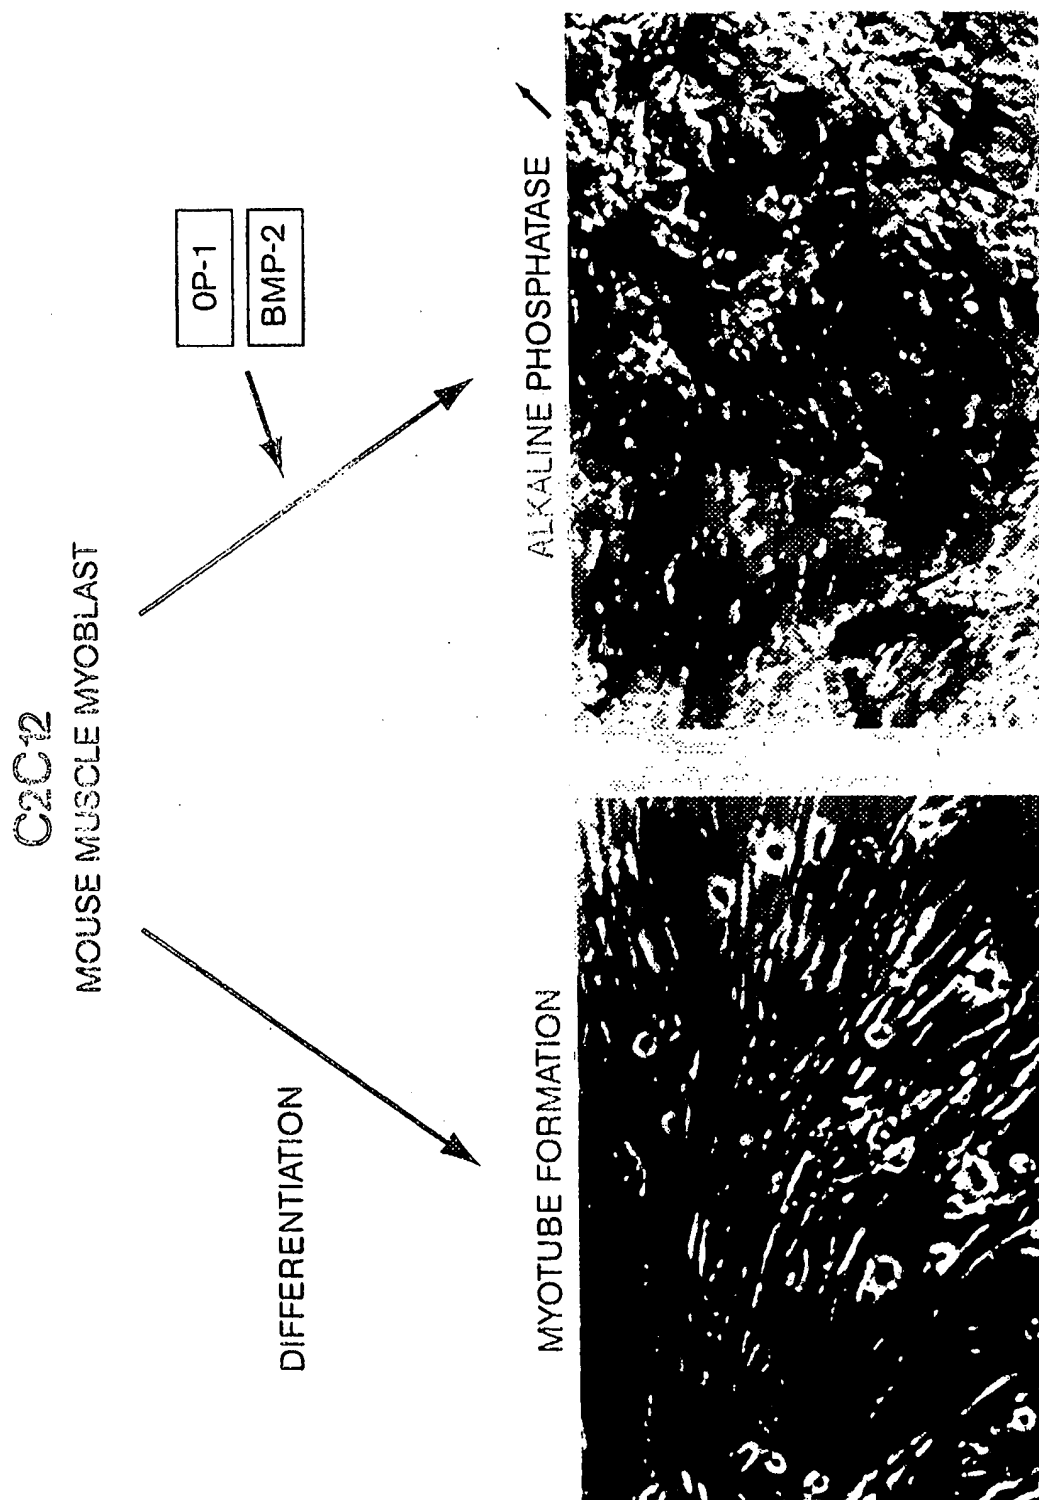 C2C12
MOUSE MUSCLE MYOBLAST
DIFFERENTIATION
OP-1
BMP-2
MYOTUBE FORMATION
ALKALINE PHOSPHATASE